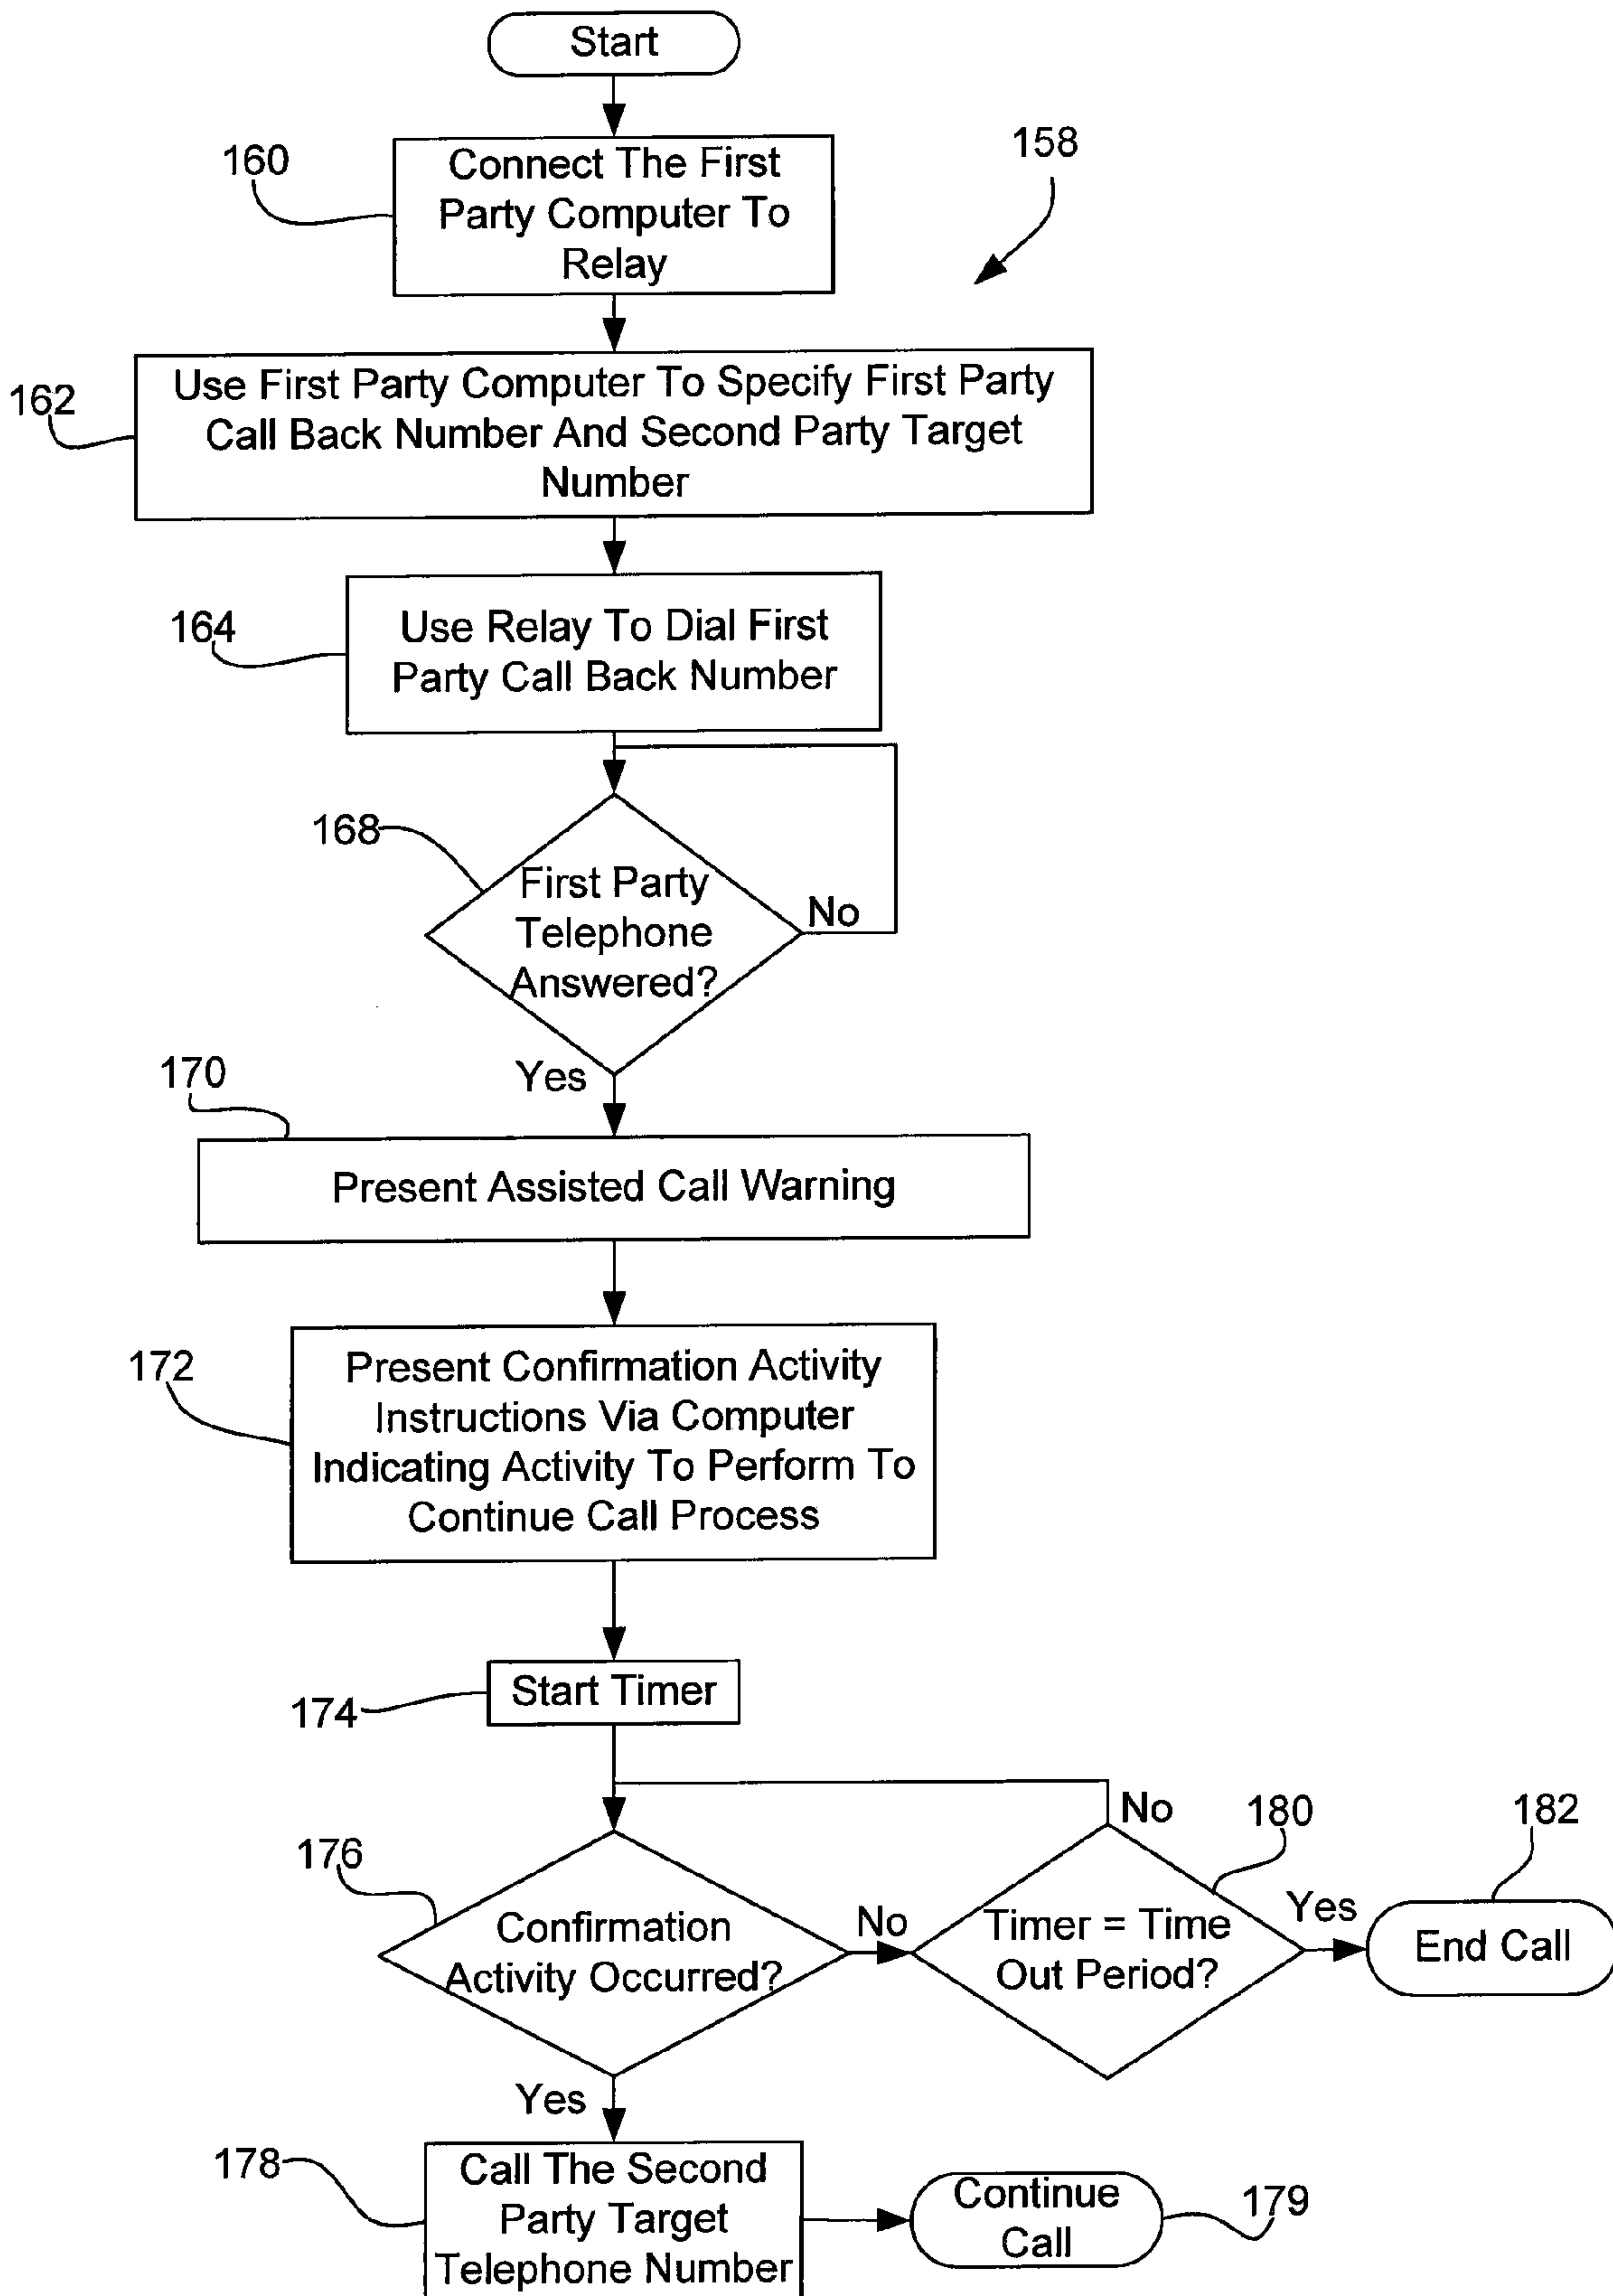 Start
160
Connect The First
Party Computer To
Relay
158
162
Use First Party Computer To Specify First Party
Call Back Number And Second Party Target
Number
164
Use Relay To Dial First
Party Call Back Number
168
First Party
Telephone
Answered?
No
Yes
170
Present Assisted Call Warning
172
Present Confirmation Activity
Instructions Via Computer
Indicating Activity To Perform To
Continue Call Process
174
Start Timer
176
Confirmation
Activity Occurred?
No
No
180
Timer = Time
Out Period?
Yes
182
End Call
Yes
178
Call The Second
Party Target
Telephone Number
Continue
Call
179